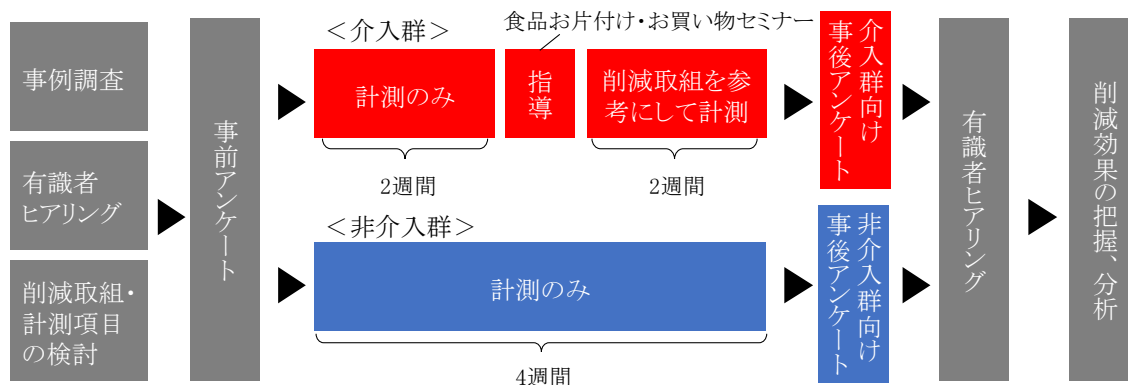 事例調査
有識者
ヒアリング
削減取組・
計測項目
の検討
事前アンケート
＜介入群＞
食品お片付け・お買い物セミナー
計測のみ
指導
削減取組を参
考にして計測
2週間
2週間
介入群向け
事後アンケート
＜非介入群＞
計測のみ
4週間
非介入群向け
事後アンケート
有識者ヒアリング
削減効果の把握、分析